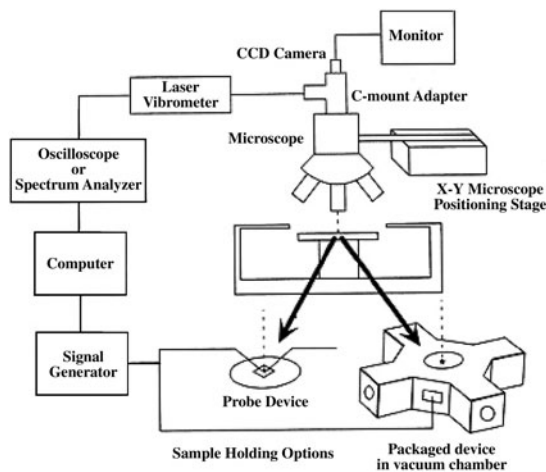 Monitor
CCD Camera
Laser
Vibrometer
C-mount Adapter
Microscope
Oscilloscope
or
Spectrum Analyzer
X-Y Microscope
Positioning Stage
Computer
Signal
Generator
Probe Device
Sample Holding Options
Packaged device
in vacuum chamber